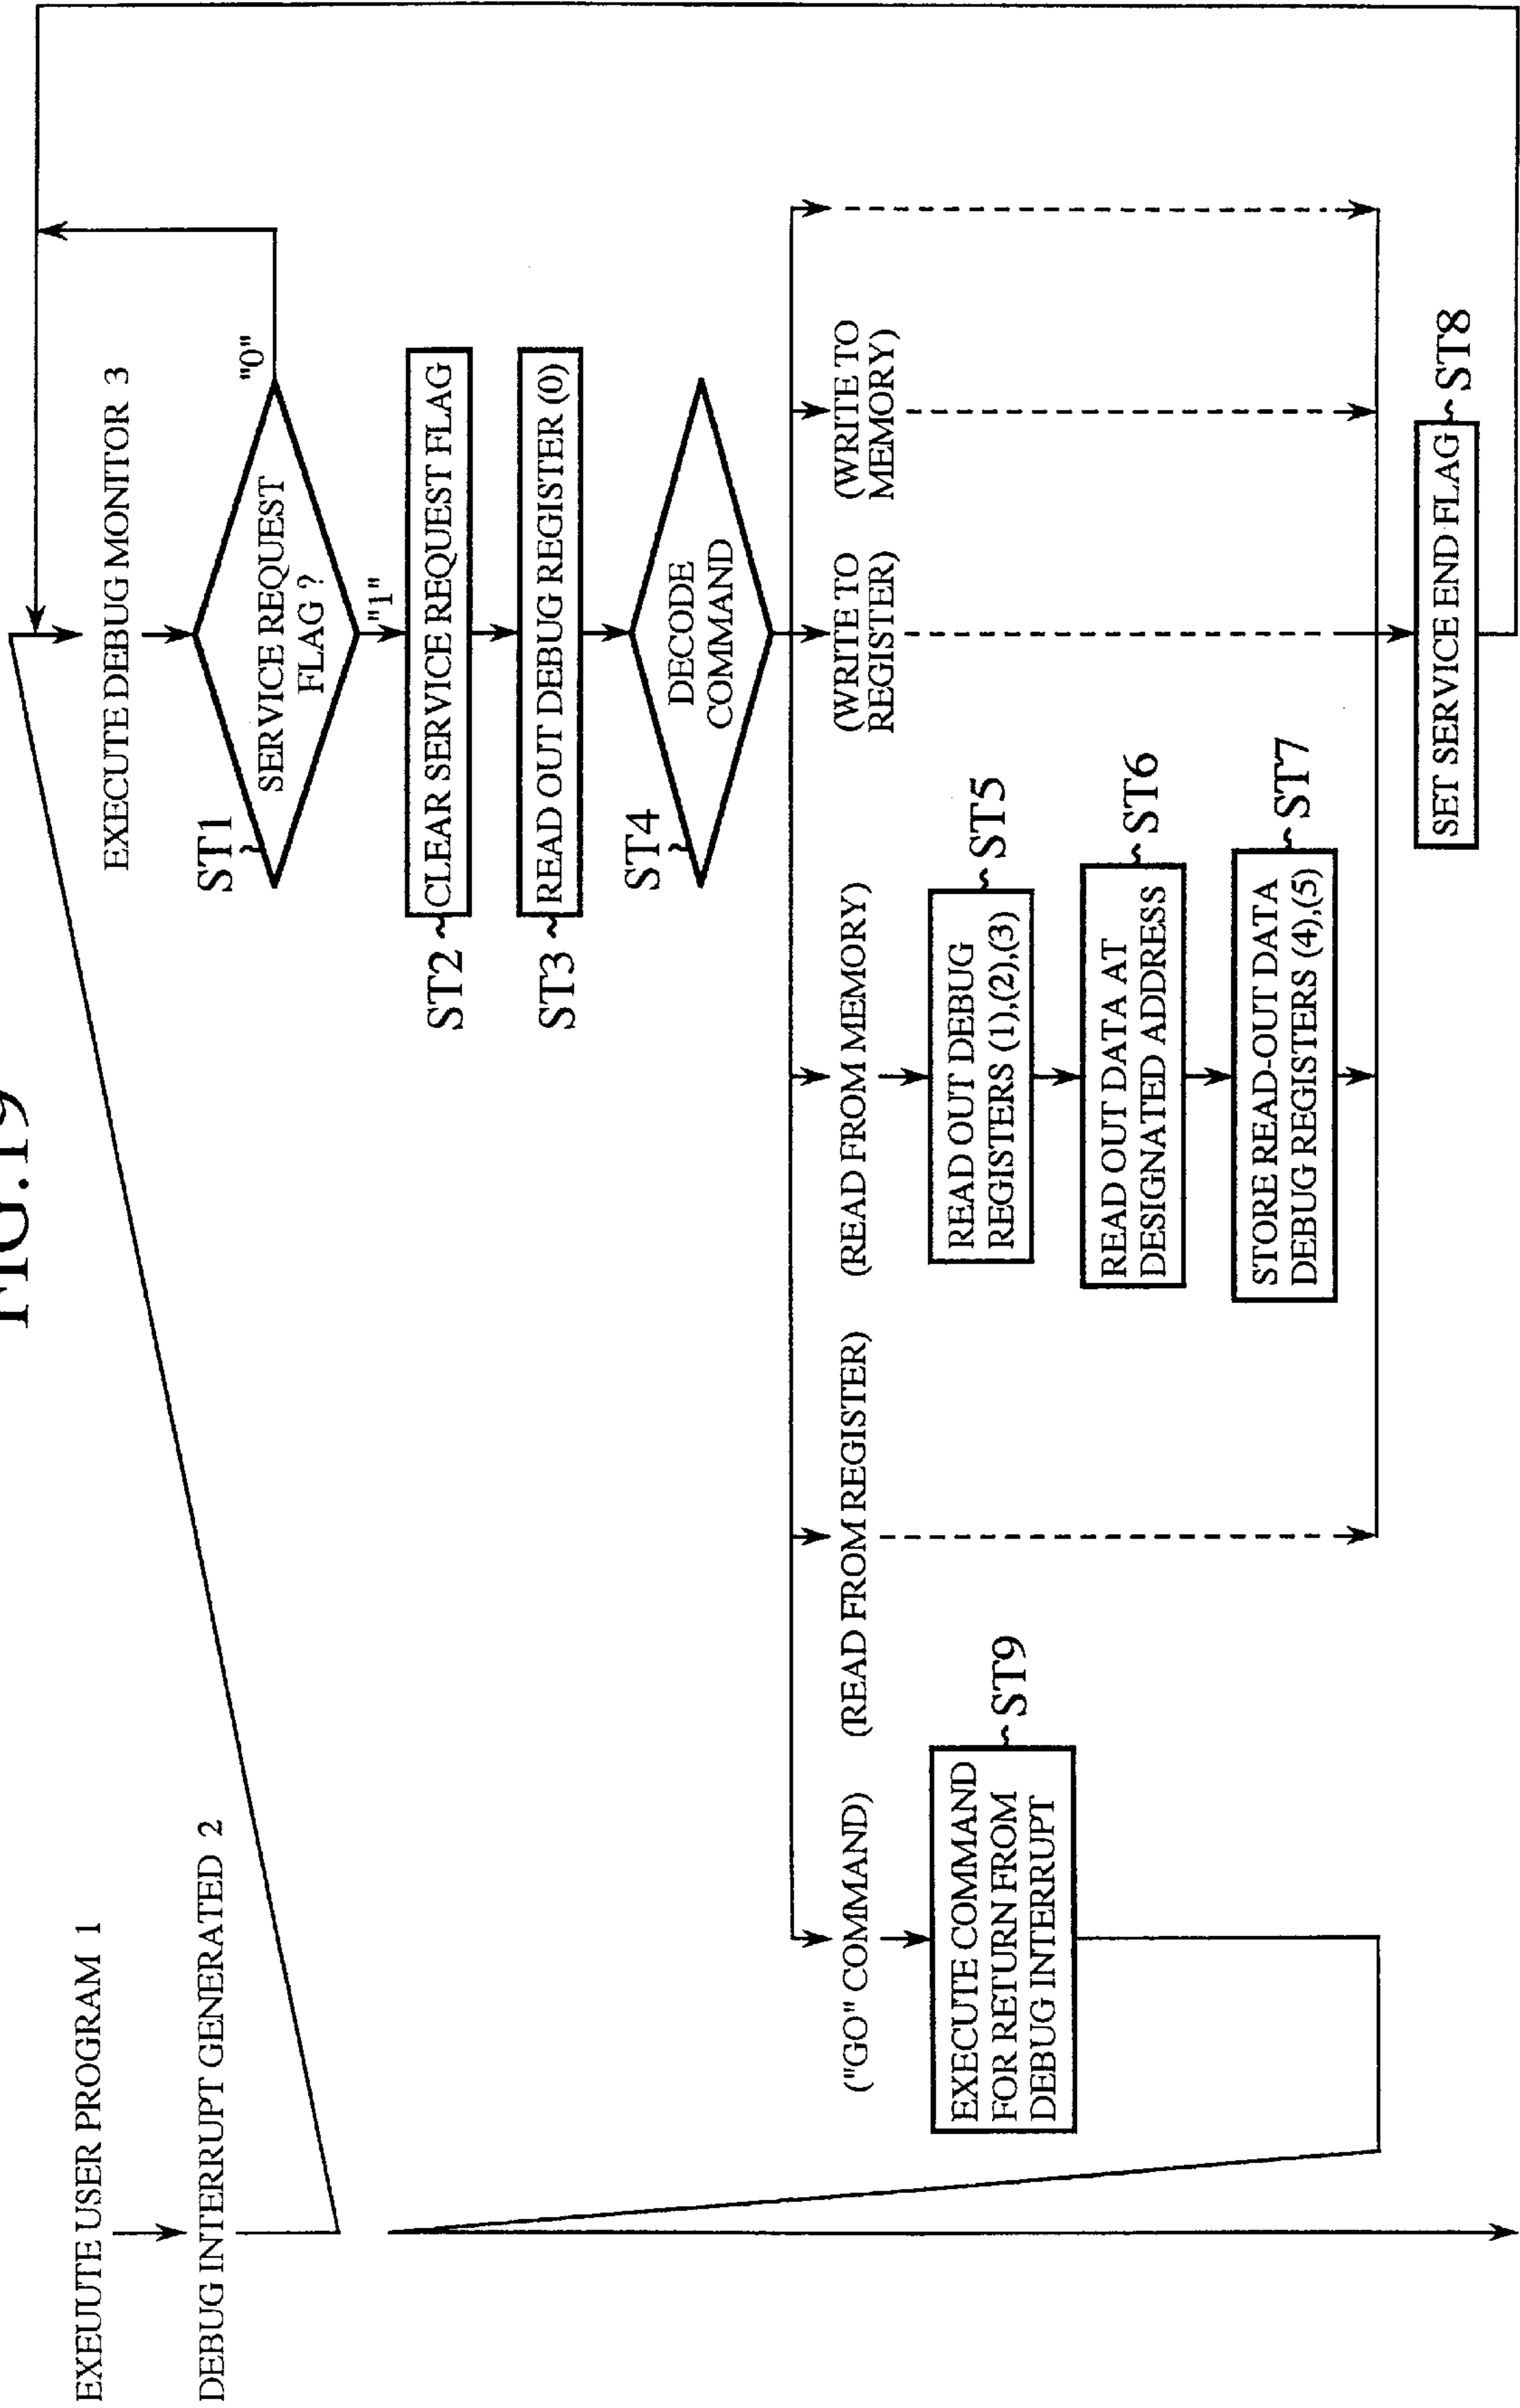 FIG.19
EXEUUTE USER PROGRAM 1
DEBUG INTERRUPT GENERATED 2
EXECUTE DEBUG MONITOR 3
ST1
SERVICE REQUEST
FLAG ?
"0"
"1"
ST2
CLEAR SERVICE REQUEST FLAG
ST3
READ OUT DEBUG REGISTER (0)
ST4
DECODE
COMMAND
("GO" COMMAND)
(READ FROM REGISTER)
(READ FROM MEMORY)
(WRITE TO
REGISTER)
(WRITE TO
MEMORY)
EXECUTE COMMAND
FOR RETURN FROM
DEBUG INTERRUPT
ST9
READ OUT DEBUG
REGISTERS (1),(2),(3)
ST5
READ OUT DATA AT
DESIGNATED ADDRESS
ST6
STORE READ-OUT DATA
DEBUG REGISTERS (4),(5)
ST7
SET SERVICE END FLAG
ST8